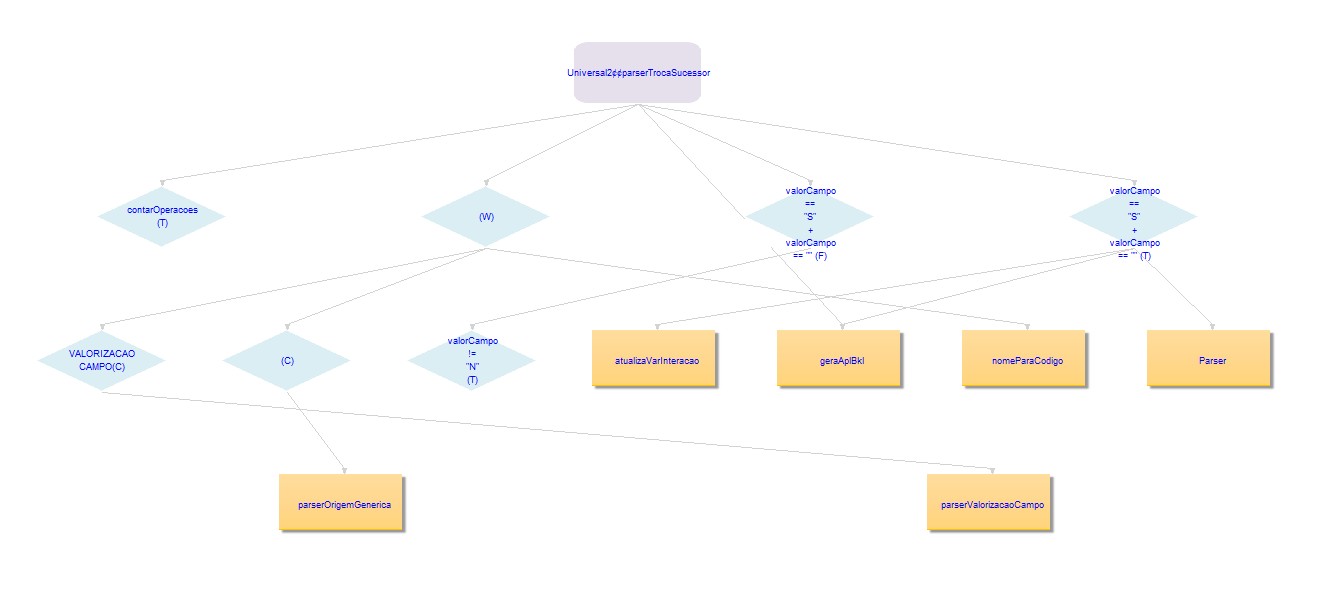 Universal2¢¢parserTrocaSucessor
contarOperacoes
(T)
(W)
valorCampo
==
"S"
+
valorCampo
== "" (F)
valorCampo
==
"S"
+
valorCampo
== "" (T)
VALORIZACAO
CAMPO(C)
(C)
valorCampo
!=
"N"
(T)
atualizaVarInteracao
geraAplBkl
nomeParaCodigo
Parser
parserOrigemGenerica
parserValorizacaoCampo